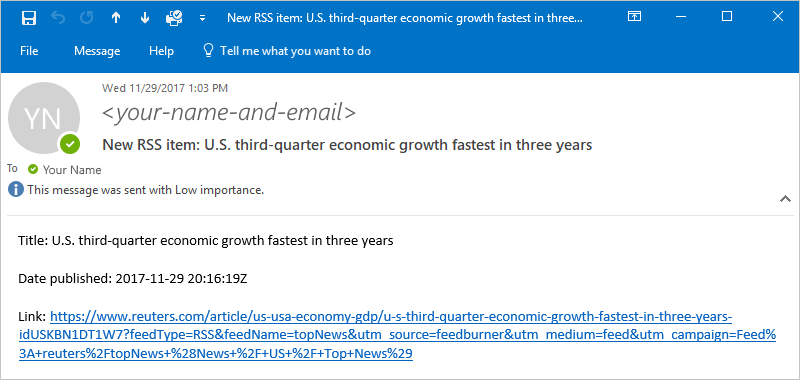 New RSS item: U.S. third-quarter economic growth fastest in three...
File Message Help Tell me what you want to do
Wed 11/29/2017 1:03 PM
YN
<your-name-and-email>
New RSS item: U.S. third-quarter economic growth fastest in three years
To Your Name
This message was sent with Low importance.
Title: U.S. third-quarter economic growth fastest in three years
Date published: 2017-11-29 20:16:19Z
Link: https://www.reuters.com/article/us-usa-economy-gdp/u-s-third-quarter-economic-growth-fastest-in-three-years-
idUSKBN1DT1W7?feedType=RSS&feedName=topNews&utm_source=feedburner&utm_medium=feed&utm_campaign=Feed%
3A+reuters%2FtopNews+%28News+%2F+US+%2F+Top+News%29